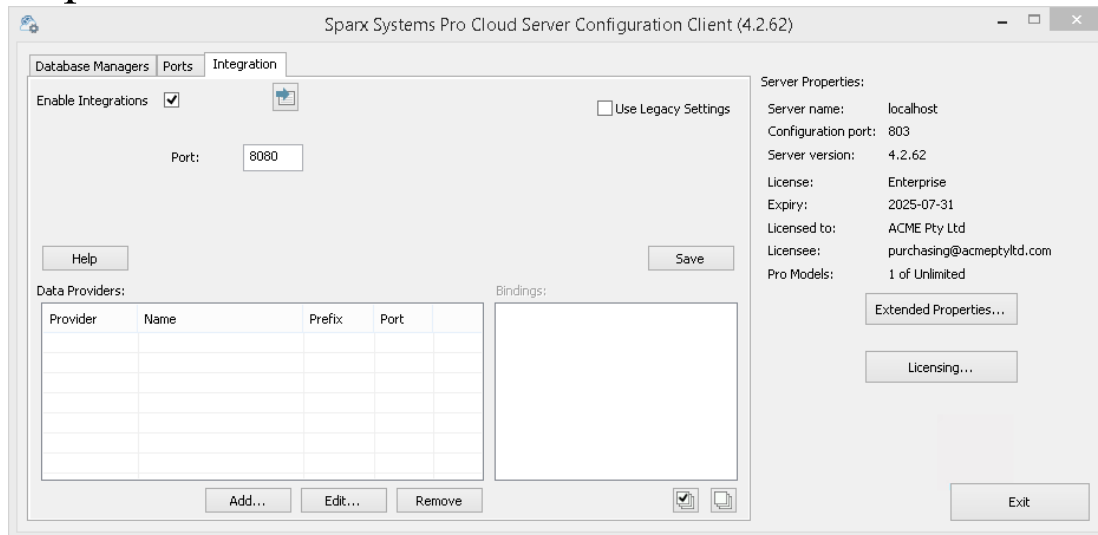 Sparx Systems Pro Cloud Server Configuration Client (4.2.62)
Database Managers Ports Integration
Enable Integrations
Use Legacy Settings
Port: 8080
Help
Save
Data Providers:
Bindings:
Provider Name Prefix Port
Add... Edit... Remove
Server Properties:
Server name: localhost
Configuration port: 803
Server version: 4.2.62
License: Enterprise
Expiry: 2025-07-31
Licensed to: ACME Pty Ltd
Licensee: purchasing@acmeptyltd.com
Pro Models: 1 of Unlimited
Extended Properties...
Licensing...
Exit